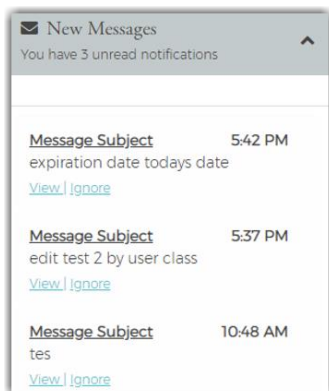 New Messages
You have 3 unread notifications
Message Subject 5:42 PM
expiration date todays date
View | Ignore
Message Subject 5:37 PM
edit test 2 by user class
View | Ignore
Message Subject 10:48 AM
tes
View | Ignore